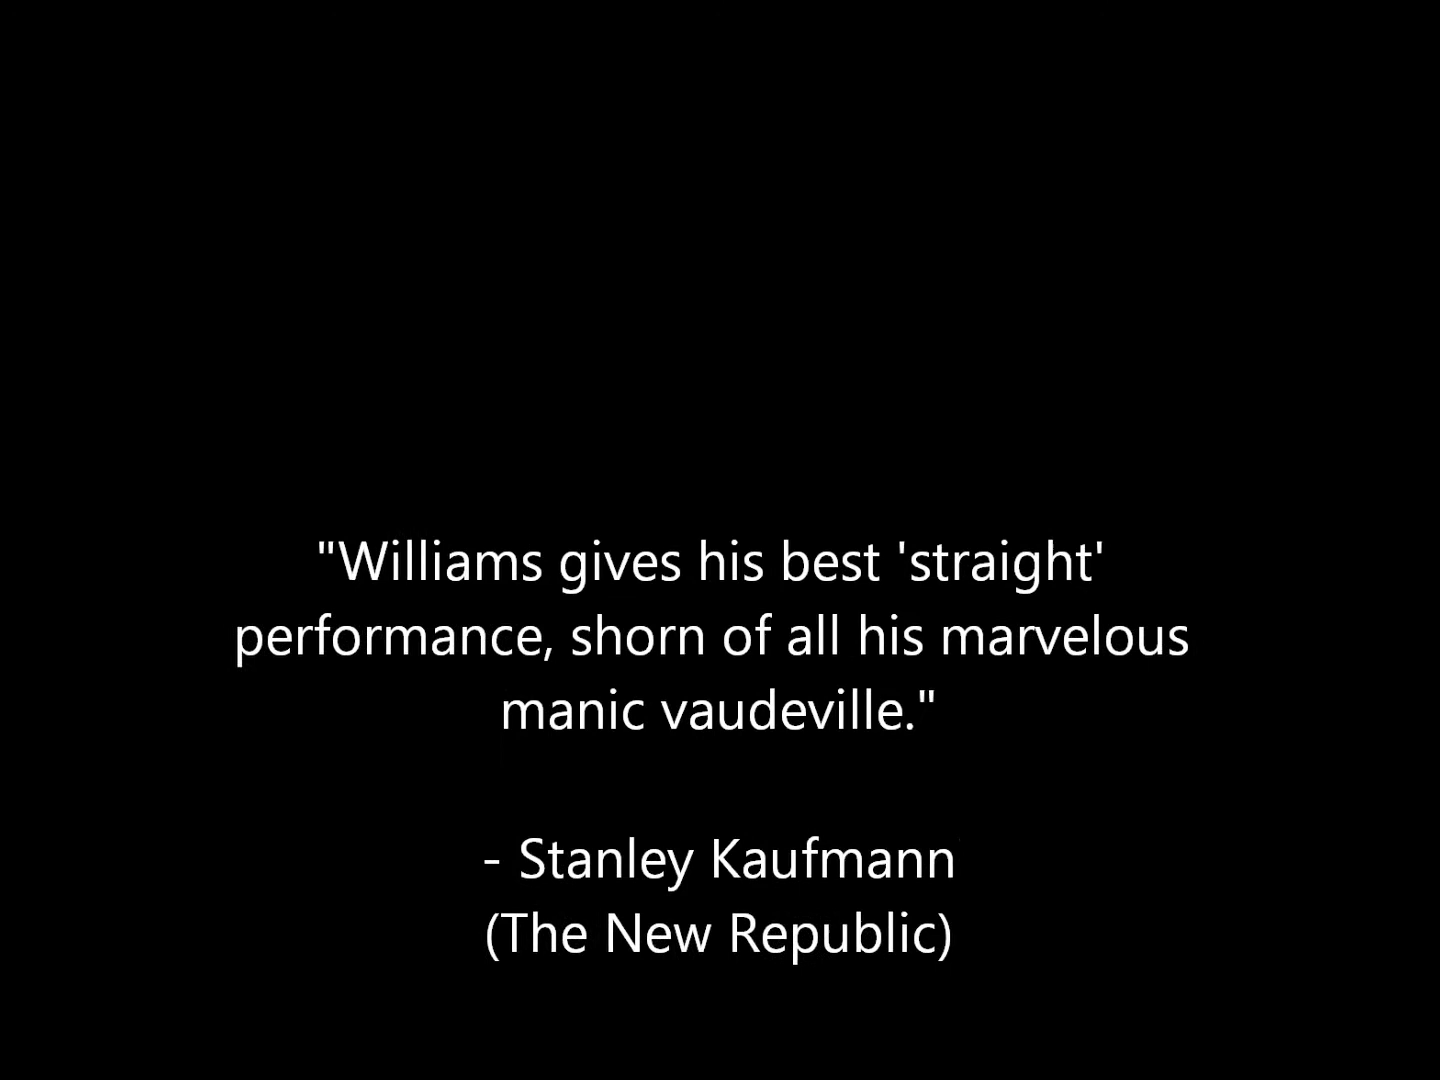 "Williams gives his best 'straight'
performance, shorn of all his marvelous
manic vaudeville."
- Stanley Kaufmann
(The New Republic)